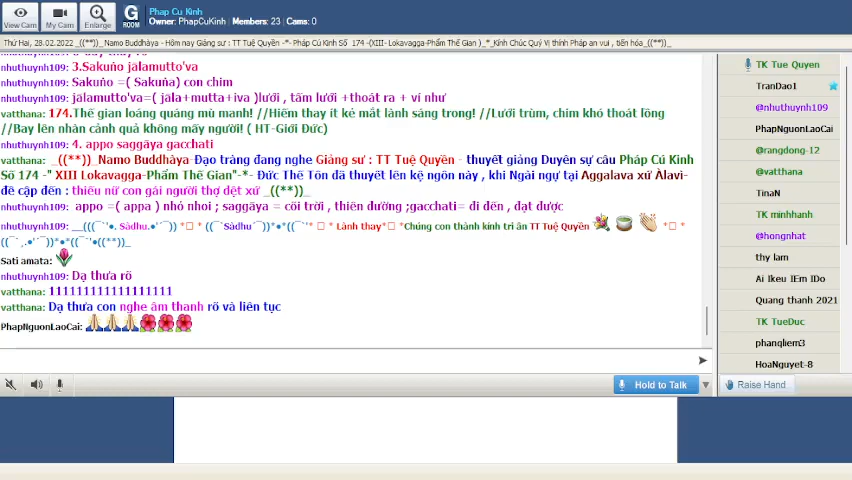 View Cam
My Cam
Enlarge
G ROOM
Phap Cu Kinh
Owner: PhapCuKinh | Members: 23 | Cams: 0
Thứ Hai, 28.02.2022 _((**))_ Namo Buddhàya - Hôm nay Giảng sư : TT Tuệ Quyền -*- Pháp Cú Kinh Số 174 -(XIII- Lokavagga-Phẩm Thế Gian )_*_Kính Chúc Quý Vị thính Pháp an vui , tiến hóa_((**))_
nhuthuynh109: 3.Sakuṇo jālamutto'va
nhuthuynh109: Sakuṇo =( Sakuṇa) con chim
nhuthuynh109: jālamutto'va=( jāla+mutta+iva )lưới , tấm lưới +thoát ra + ví như
vatthana: 174.Thế gian loáng quáng mù manh! //Hiếm thay ít kẻ mắt lành sáng trong! //Lưới trùm, chim khó thoát lồng
//Bay lên nhàn cảnh quả không mấy người! ( HT-Giới Đức)
nhuthuynh109: 4. appo saggāya gacchati
vatthana: _((**))_Namo Buddhàya-Đạo tràng đang nghe Giảng sư : TT Tuệ Quyền - thuyết giảng Duyên sự câu Pháp Cú Kinh
Số 174 -" XIII Lokavagga-Phẩm Thế Gian"-*- Đức Thế Tôn đã thuyết lên kệ ngôn này , khi Ngài ngự tại Aggalava xứ Àlavì-
đề cập đến : thiếu nữ con gái người thợ dệt xứ _((**))_
nhuthuynh109: appo =( appa ) nhỏ nhoi ; saggāya = cõi trời , thiên đường ;gacchati= đi đến , đạt được
nhuthuynh109: __(((¯`'•. Sàdhu.•'´¯)) *□ * ((¯`Sàdhu´¯))*•*((¯`'* □ * Lành thay*□ *Chúng con thành kính tri ân TT Tuệ Quyền *□ *
((¯` ,.•'´¯))*•*((¯`'•((**))_
Sati amata:
nhuthuynh109: Dạ thưa rõ
vatthana: 1111111111111111111
vatthana: Dạ thưa con nghe âm thanh rõ và liên tục
PhapNguonLaoCai:
Hold to Talk
TK Tue Quyen
TranDao1
@nhuthuynh109
PhapNguonLaoCai
@rangdong-12
@vatthana
TinaN
TK minhhanh
@hongnhat
thy lam
Ai Ikeu IEm IDo
Quang thanh 2021
TK TueDuc
phanqliem3
HoaNguyet-8
Raise Hand